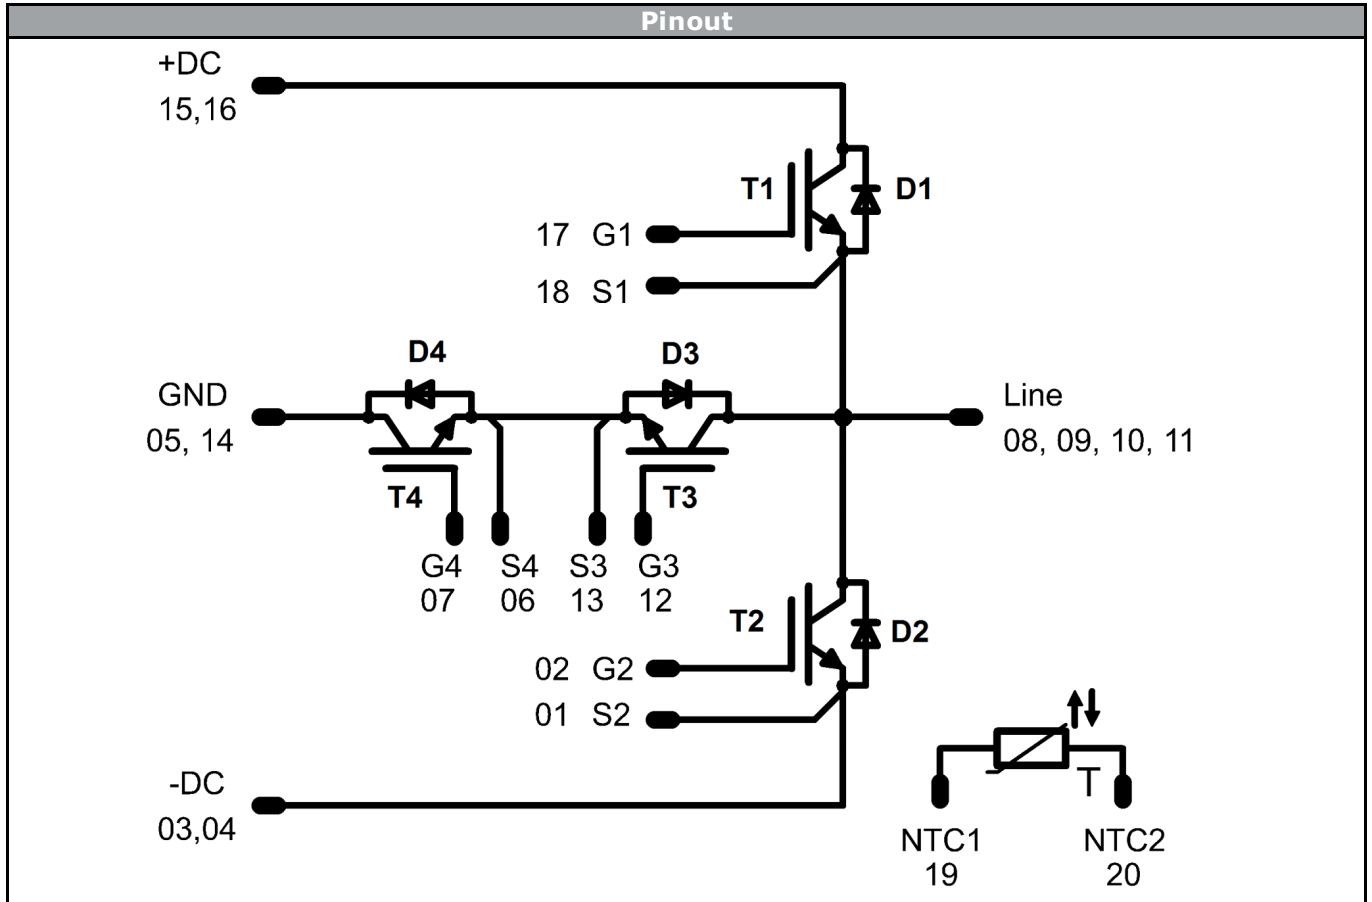 Pinout
+DC
15,16
T1
D1
17 G1
18 S1
D4
D3
GND
05, 14
Line
08, 09, 10, 11
T4
T3
G4
S4
S3
G3
07
06
13
12
T2
D2
02 G2
01 S2
-DC
03,04
T
NTC1
19
NTC2
20